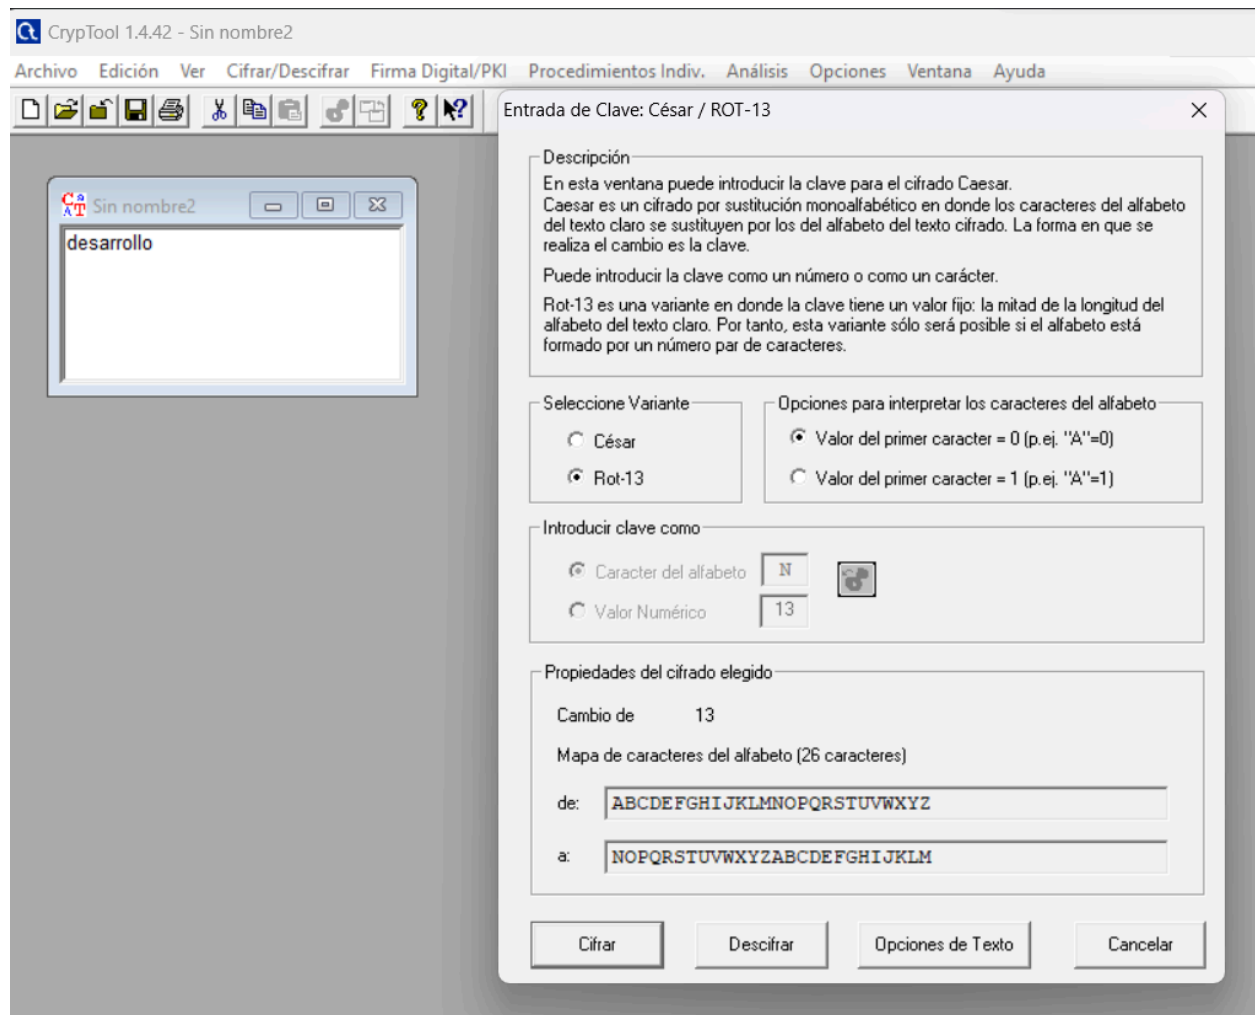 CrypTool 1.4.42 - Sin nombre2
Archivo Edición Ver Cifrar/Descifrar Firma Digital/PKI Procedimientos Indiv. Análisis Opciones Ventana Ayuda
Sin nombre2
desarrollo
Entrada de Clave: César / ROT-13
Descripción
En esta ventana puede introducir la clave para el cifrado Caesar.
Caesar es un cifrado por sustitución monoalfabético en donde los caracteres del alfabeto
del texto claro se sustituyen por los del alfabeto del texto cifrado. La forma en que se
realiza el cambio es la clave.
Puede introducir la clave como un número o como un carácter.
Rot-13 es una variante en donde la clave tiene un valor fijo: la mitad de la longitud del
alfabeto del texto claro. Por tanto, esta variante sólo será posible si el alfabeto está
formado por un número par de caracteres.
Seleccione Variante
César
Rot-13
Opciones para interpretar los caracteres del alfabeto
Valor del primer caracter = 0 (p.ej. "A"=0)
Valor del primer caracter = 1 (p.ej. "A"=1)
Introducir clave como
Caracter del alfabeto N
Valor Numérico 13
Propiedades del cifrado elegido
Cambio de 13
Mapa de caracteres del alfabeto (26 caracteres)
de: ABCDEFGHIJKLMNOPQRSTUVWXYZ
a: NOPQRSTUVWXYZABCDEFGHIJKLM
Cifrar Descifrar Opciones de Texto Cancelar